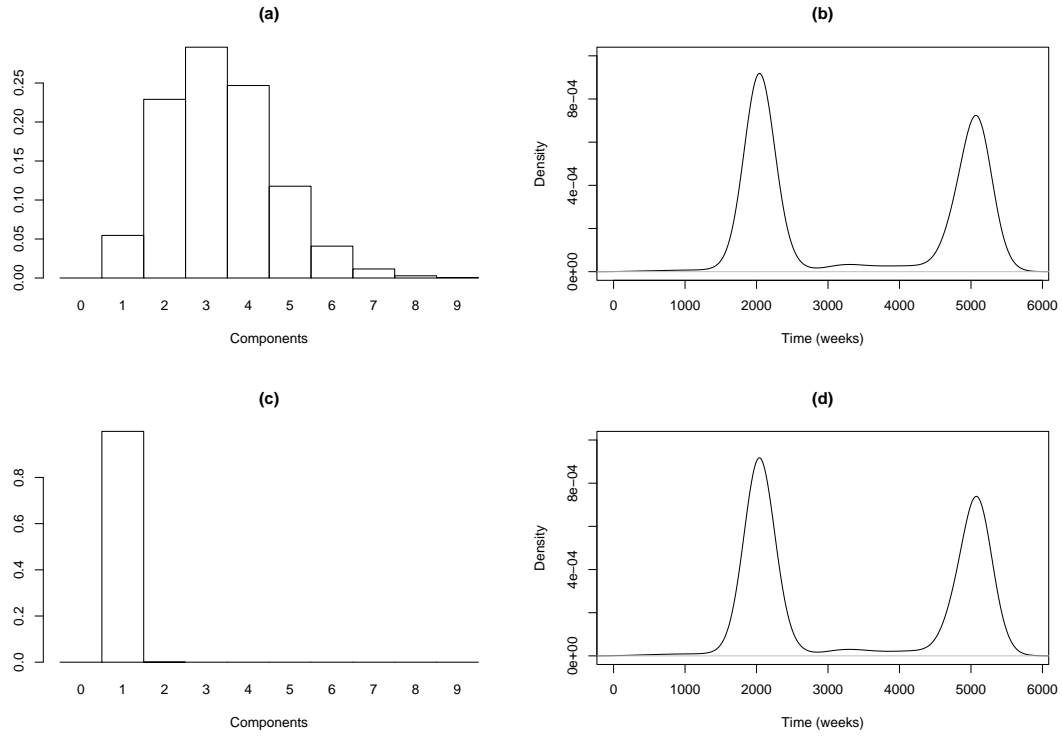 (a)
0.00 0.05 0.10 0.15 0.20 0.25
0 1 2 3 4 5 6 7 8 9
Components
(b)
Density
0e+00 4e-04 8e-04
0 1000 2000 3000 4000 5000 6000
Time (weeks)
(c)
0.0 0.2 0.4 0.6 0.8
0 1 2 3 4 5 6 7 8 9
Components
(d)
Density
0e+00 4e-04 8e-04
0 1000 2000 3000 4000 5000 6000
Time (weeks)